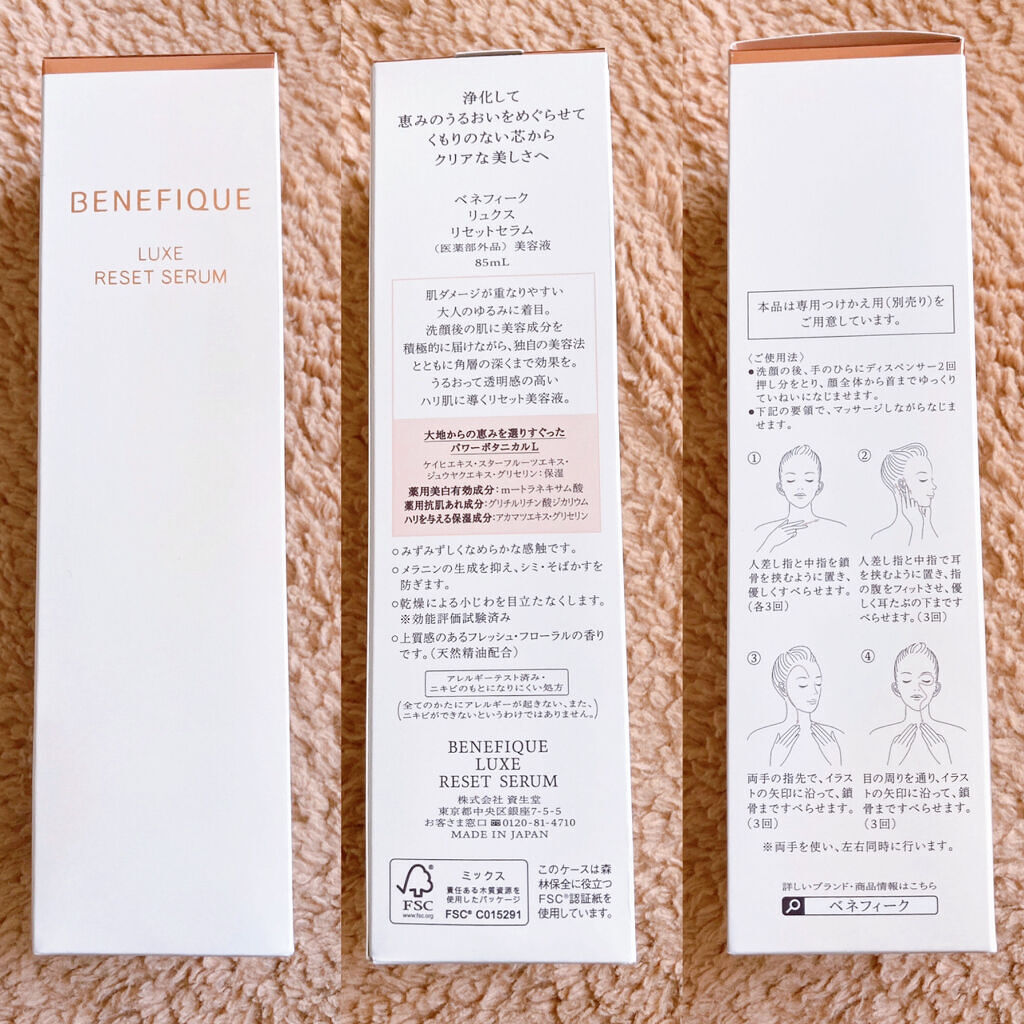 BENEFIQUE
LUXE
RESET SERUM
浄化して
恵みのうるおいをめぐらせて
くもりのない芯から
クリアな美しさへ
ベネフィーク
リュクス
リセットセラム
(医薬部外品) 美容液
85mL
肌ダメージが重なりやすい
大人のゆるみに着目。
洗顔後の肌に美容成分を
積極的に届けながら、独自の美容法
とともに角層の深くまで効果を。
うるおって透明感の高い
ハリ肌に導くリセット美容液。
大地からの恵みを選りすぐった
パワーボタニカルL
ケイヒエキス・スターフルーツエキス・
ジュウヤクエキス・グリセリン:保湿
薬用美白有効成分:m-トラネキサム酸
薬用抗肌あれ成分:グリチルリチン酸ジカリウム
ハリを与える保湿成分:アカマツエキス・グリセリン
○みずみずしくなめらかな感触です。
○メラニンの生成を抑え、シミ・そばかすを
防ぎます。
○乾燥による小じわを目立たなくします。
※効能評価試験済み
○上質感のあるフレッシュ・フローラルの香り
です。(天然精油配合)
アレルギーテスト済み・
ニキビのもとになりにくい処方
(全てのかたにアレルギーが起きない、また、
ニキビができないというわけではありません。)
BENEFIQUE
LUXE
RESET SERUM
株式会社 資生堂
東京都中央区銀座7-5-5
お客さま窓口 0120-81-4710
MADE IN JAPAN
FSC
www.fsc.org
ミックス
責任ある木質資源を
使用したパッケージ
FSC® C015291
このケースは森
林保全に役立つ
FSC®認証紙を
使用しています。
本品は専用つけかえ用(別売り)を
ご用意しています。
〈ご使用法〉
●洗顔の後、手のひらにディスペンサー2回
押し分をとり、顔全体から首までゆっくり
ていねいになじませます。
●下記の要領で、マッサージしながらなじま
せます。
①
人差し指と中指を鎖
骨を挟むように置き、
優しくすべらせます。
(各3回)
②
人差し指と中指で耳
を挟むように置き、指
の腹をフィットさせ、優
しく耳たぶの下まです
べらせます。(3回)
③
両手の指先で、イラス
トの矢印に沿って、鎖
骨まですべらせます。
(3回)
④
目の周りを通り、イラス
トの矢印に沿って、鎖
骨まですべらせます。
(3回)
※両手を使い、左右同時に行います。
詳しいブランド・商品情報はこちら
ベネフィーク